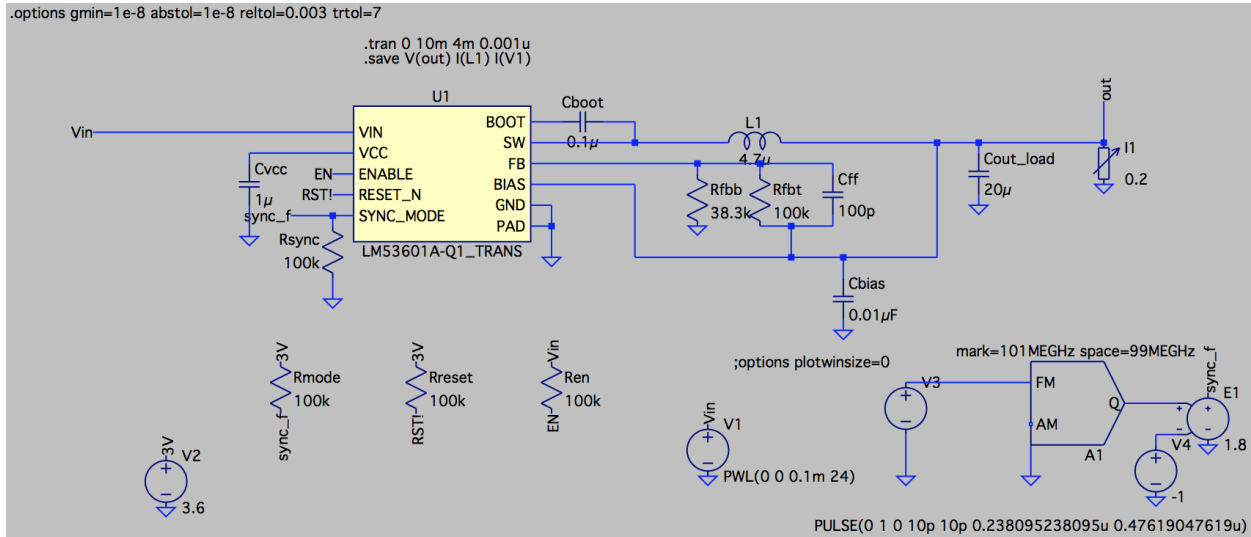 .options gmin=1e-8 abstol=1e-8 reltol=0.003 trtol=7
.tran 0 10m 4m 0.001u
.save V(out) I(L1) I(V1)
U1
Vin
VIN
VCC
ENABLE
RESET_N
SYNC_MODE
BOOT
SW
FB
BIAS
GND
PAD
LM53601A-Q1_TRANS
Cvcc
1µ
EN
RST!
sync_f
Rsync
100k
Cboot
0.1µ
L1
4.7u
Rfbb
38.3k
Rfbt
100k
Cff
100p
Cbias
0.01µF
Cout_load
20µ
out
I1
0.2
3V
Rmode
100k
sync_f
3V
Rreset
100k
RST!
Vin
Ren
100k
EN
;options plotwinsize=0
mark=101MEGHz space=99MEGHz
V3
FM
AM
Q
A1
sync_f
E1
1.8
V4
-1
3V
V2
3.6
Vin
V1
PWL(0 0 0.1m 24)
PULSE(0 1 0 10p 10p 0.238095238095u 0.47619047619u)